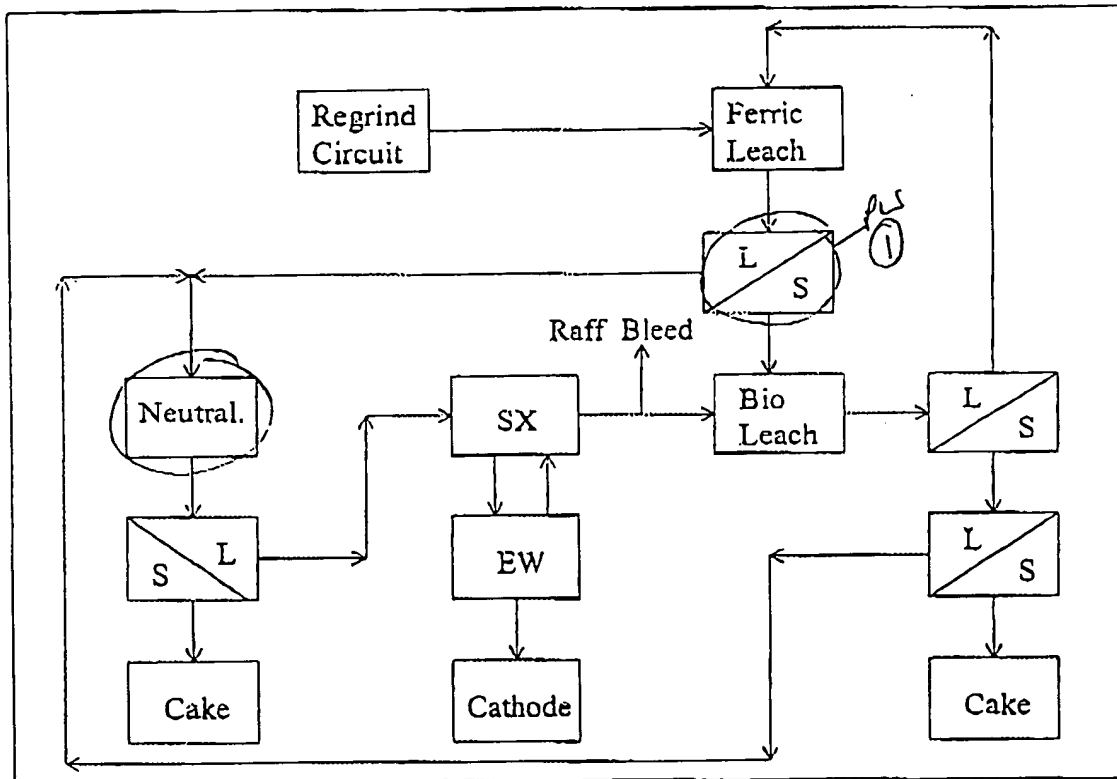 Regrind
Circuit
Ferric
Leach
L
S
1
Raff Bleed
Neutral.
SX
Bio
Leach
L
S
S
L
EW
L
S
Cake
Cathode
Cake